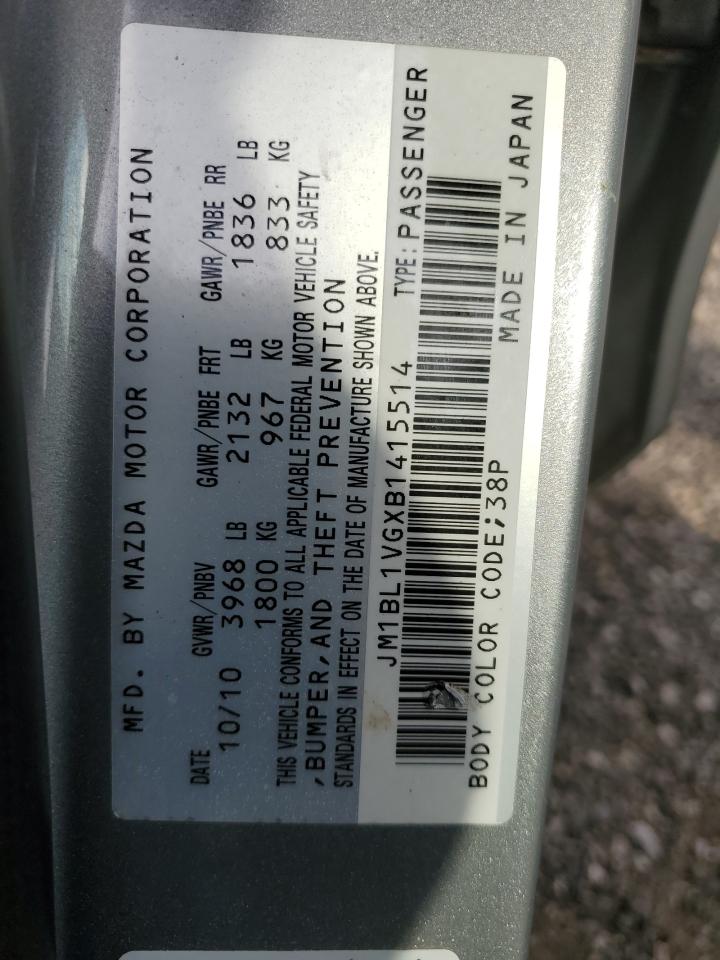 MFD. BY MAZDA MOTOR CORPORATION
DATE GVWR/PNBV GAWR/PNBE FRT GAWR/PNBE RR
10/10 3968 LB 2132 LB 1836 LB
1800 KG 967 KG 833 KG
THIS VEHICLE CONFORMS TO ALL APPLICABLE FEDERAL MOTOR VEHICLE SAFETY
,BUMPER,AND THEFT PREVENTION
STANDARDS IN EFFECT ON THE DATE OF MANUFACTURE SHOWN ABOVE.
JM1BL1VGXB1415514 TYPE:PASSENGER
BODY COLOR CODE;38P MADE IN JAPAN